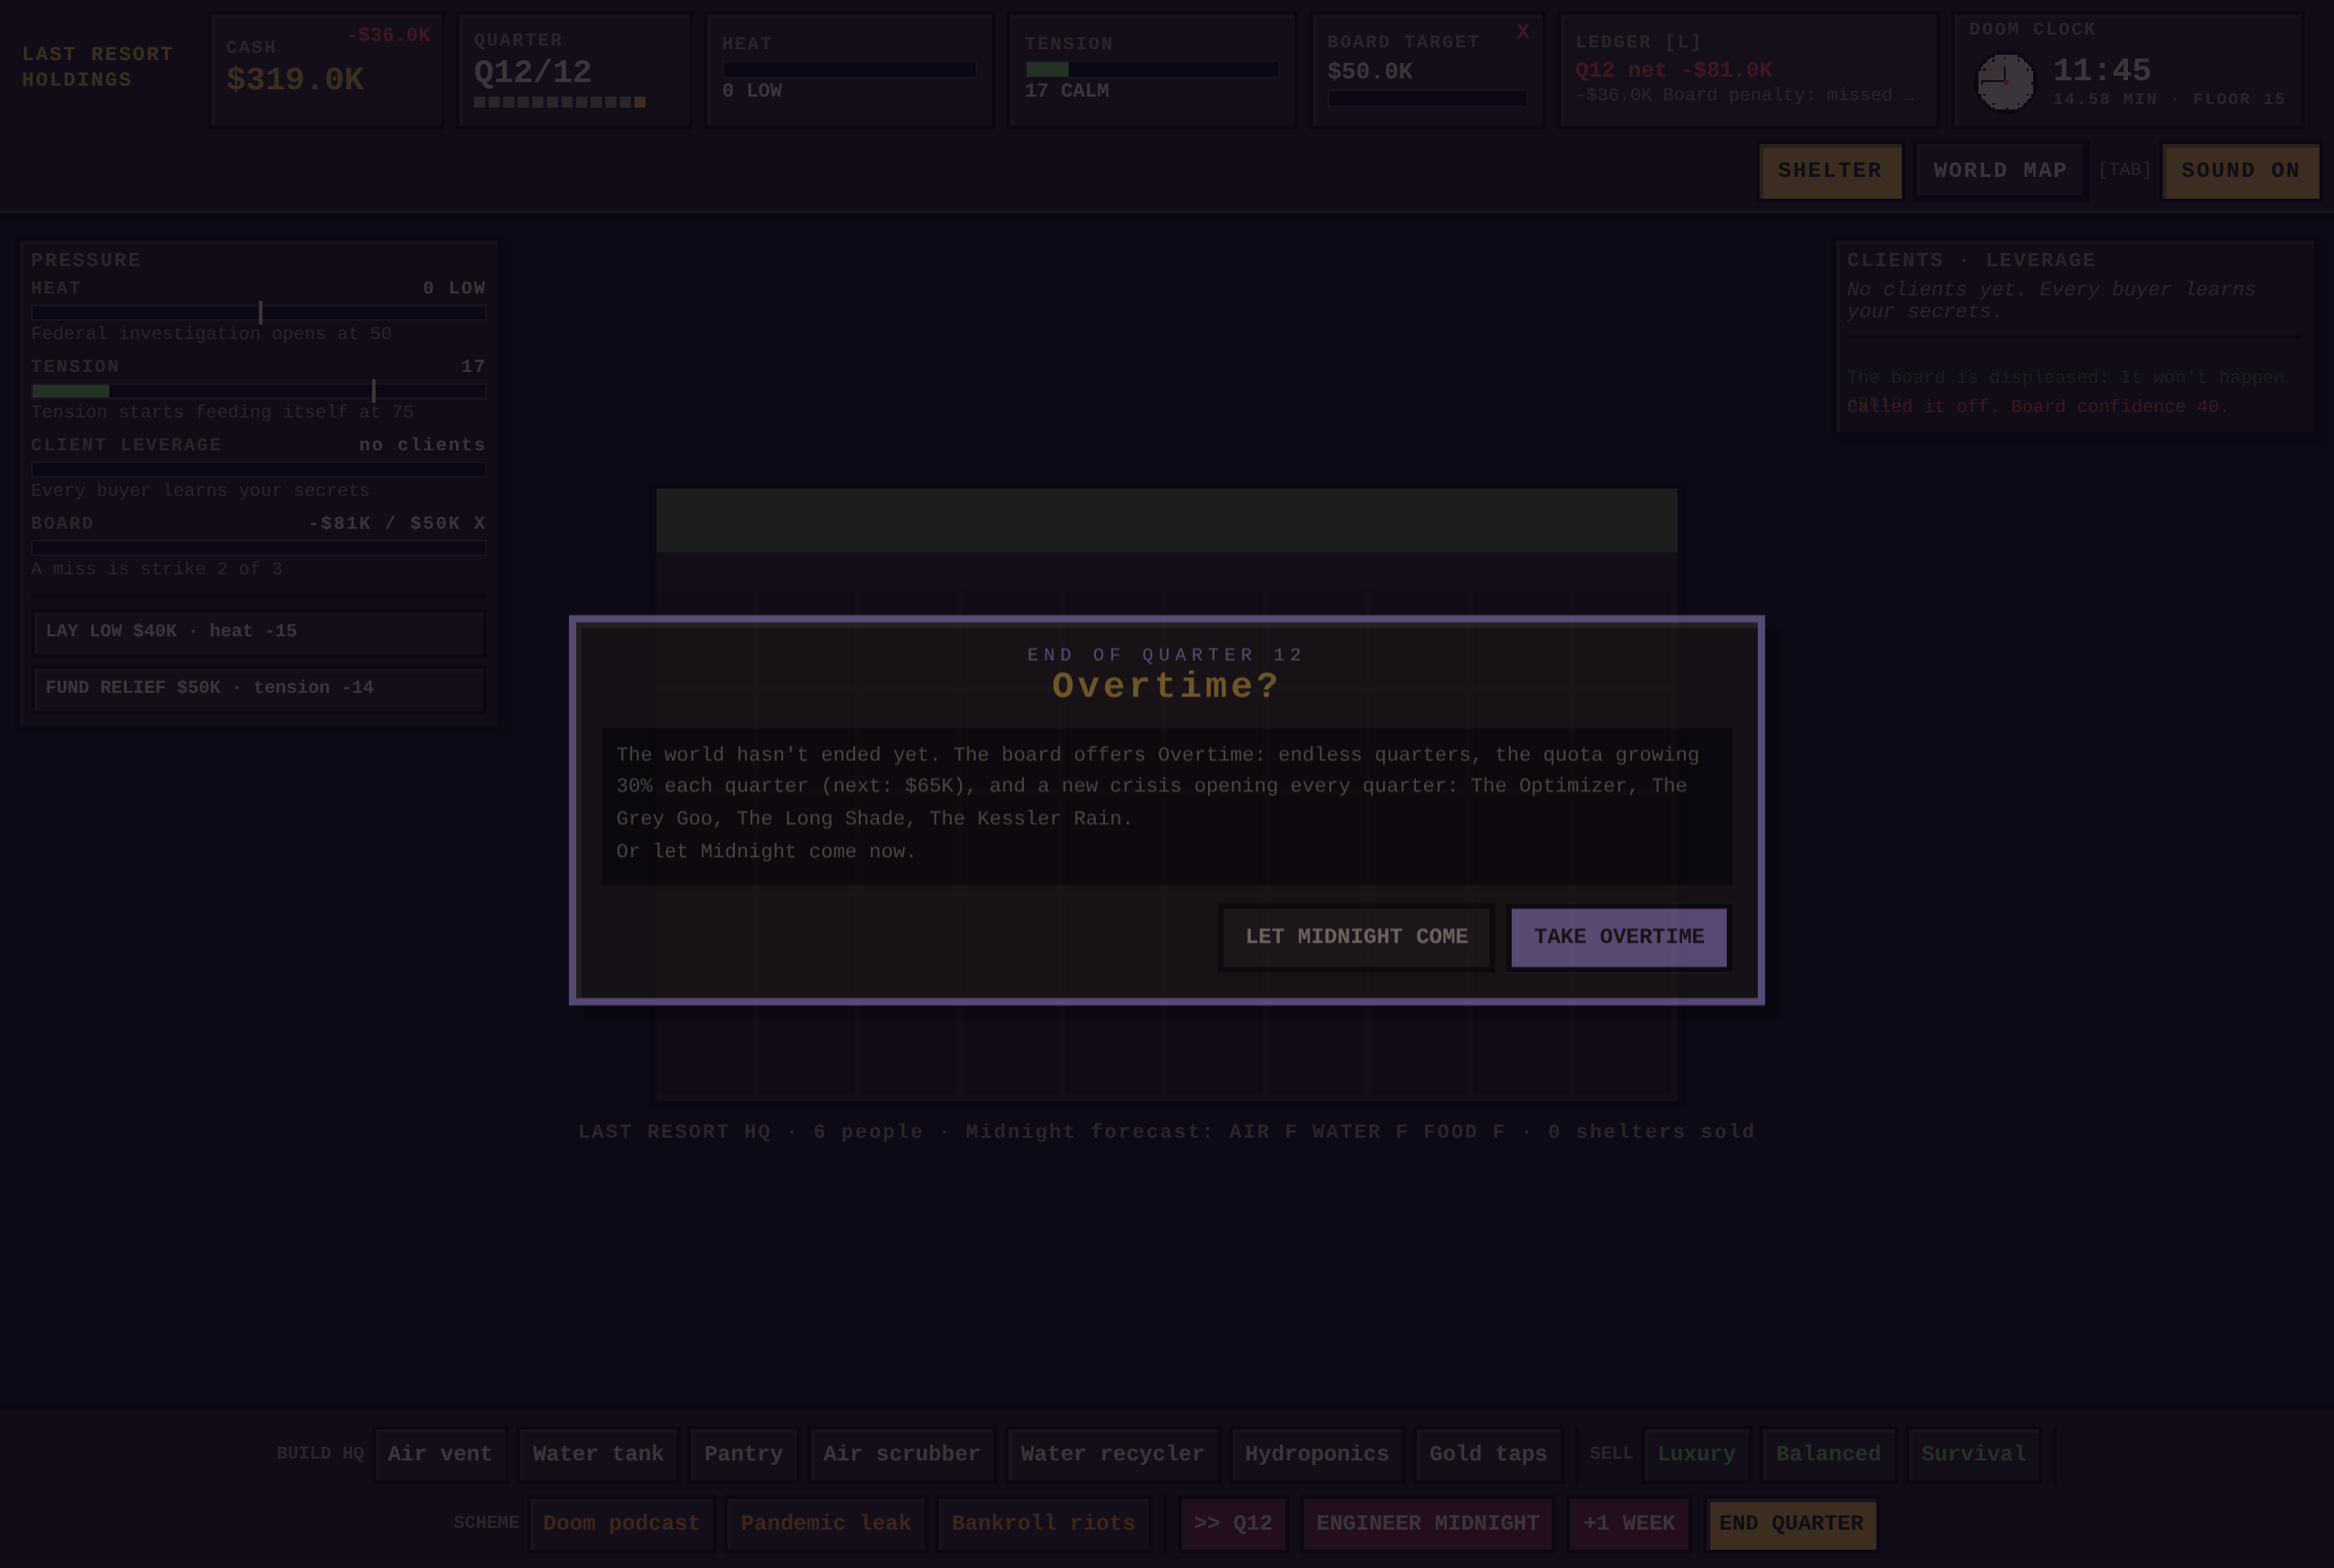 LAST RESORT
HOLDINGS
CASH
-$36.0K
$319.0K
QUARTER
Q12/12
HEAT
0 LOW
TENSION
17 CALM
BOARD TARGET
X
$50.0K
LEDGER [L]
Q12 net -$81.0K
-$36.0K Board penalty: missed …
DOOM CLOCK
11:45
14.58 MIN · FLOOR 15
SHELTER
WORLD MAP
[TAB]
SOUND ON
PRESSURE
HEAT
0 LOW
Federal investigation opens at 50
TENSION
17
Tension starts feeding itself at 75
CLIENT LEVERAGE
no clients
Every buyer learns your secrets
BOARD
-$81K / $50K X
A miss is strike 2 of 3
LAY LOW $40K · heat -15
FUND RELIEF $50K · tension -14
CLIENTS · LEVERAGE
No clients yet. Every buyer learns
your secrets.
The board is displeased: It won't happen
again.
Called it off. Board confidence 40.
END OF QUARTER 12
Overtime?
The world hasn't ended yet. The board offers Overtime: endless quarters, the quota growing
30% each quarter (next: $65K), and a new crisis opening every quarter: The Optimizer, The
Grey Goo, The Long Shade, The Kessler Rain.
Or let Midnight come now.
LET MIDNIGHT COME
TAKE OVERTIME
LAST RESORT HQ · 6 people · Midnight forecast: AIR F WATER F FOOD F · 0 shelters sold
BUILD HQ
Air vent
Water tank
Pantry
Air scrubber
Water recycler
Hydroponics
Gold taps
SELL
Luxury
Balanced
Survival
SCHEME
Doom podcast
Pandemic leak
Bankroll riots
>> Q12
ENGINEER MIDNIGHT
+1 WEEK
END QUARTER